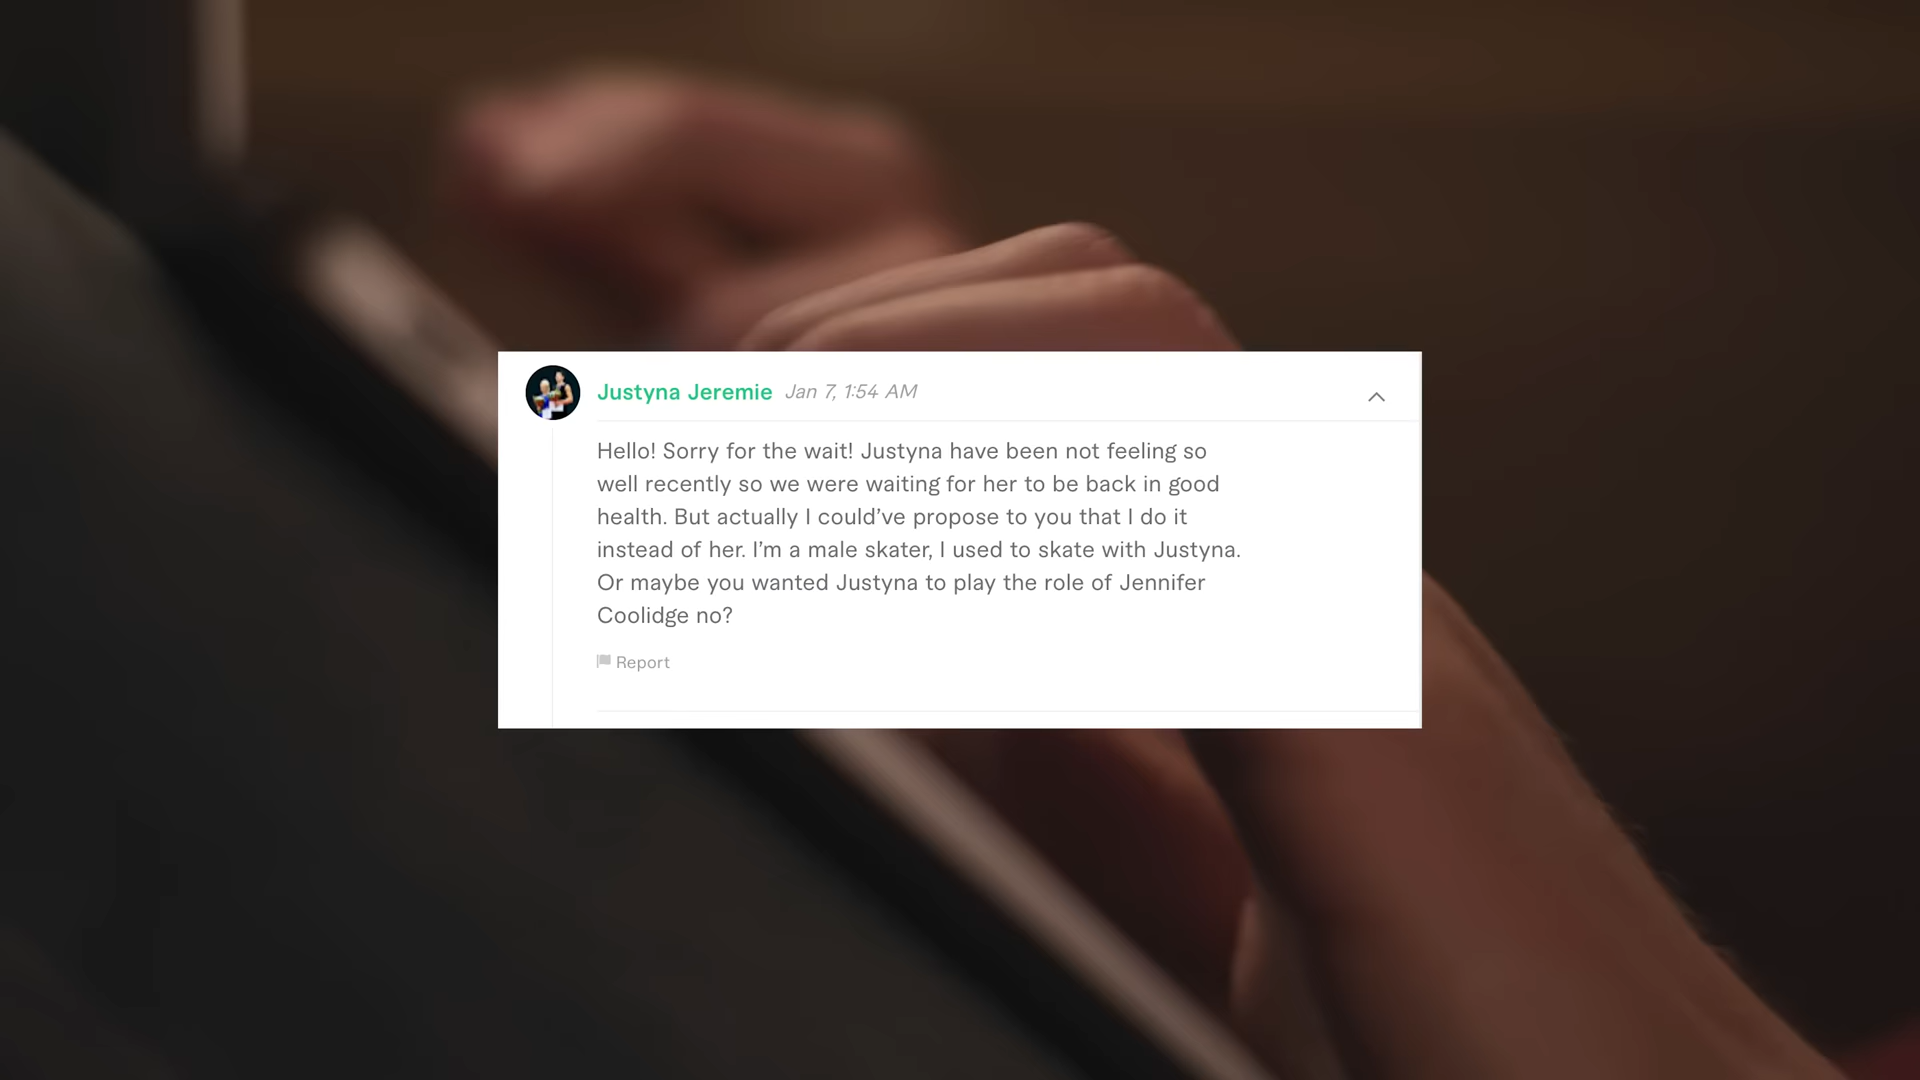 Justyna Jeremie Jan 7, 1:54 AM
Hello! Sorry for the wait! Justyna have been not feeling so
well recently so we were waiting for her to be back in good
health. But actually I could’ve propose to you that I do it
instead of her. I’m a male skater, I used to skate with Justyna.
Or maybe you wanted Justyna to play the role of Jennifer
Coolidge no?
Report